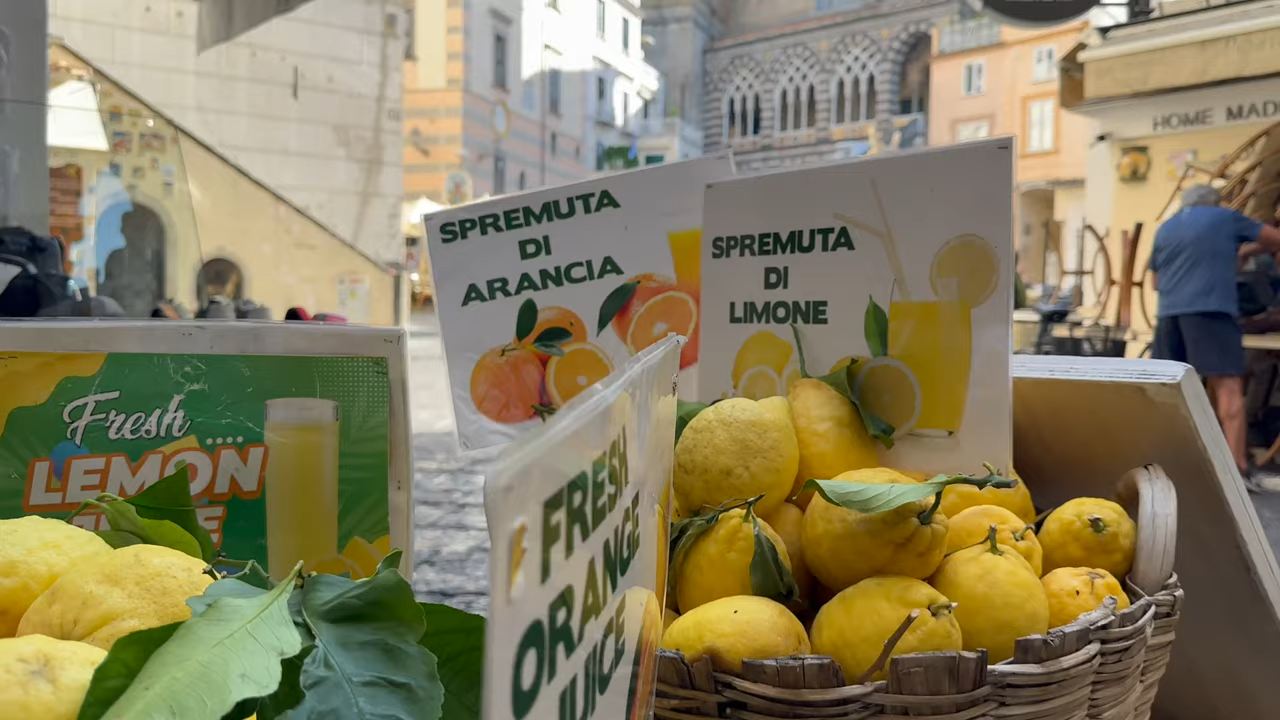 SPREMUTA
DI
ARANCIA
SPREMUTA
DI
LIMONE
HOME MAD
Fresh
LEMON
FRESH
ORANGE
JUICE